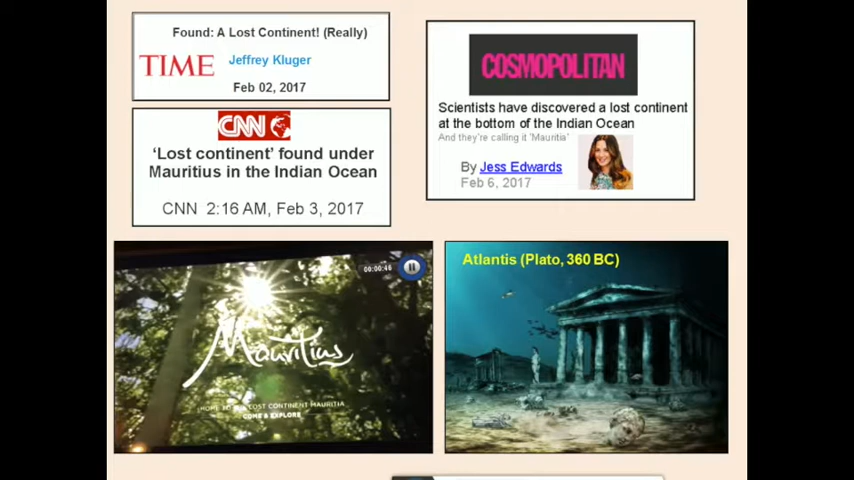 Found: A Lost Continent! (Really)
TIME
Jeffrey Kluger
Feb 02, 2017
CNN
‘Lost continent’ found under
Mauritius in the Indian Ocean
CNN 2:16 AM, Feb 3, 2017
COSMOPOLITAN
Scientists have discovered a lost continent
at the bottom of the Indian Ocean
And they're calling it 'Mauritia'
By Jess Edwards
Feb 6, 2017
00:00:46
Mauritius
LOST CONTINENT MAURITIA
COME & EXPLORE
Atlantis (Plato, 360 BC)